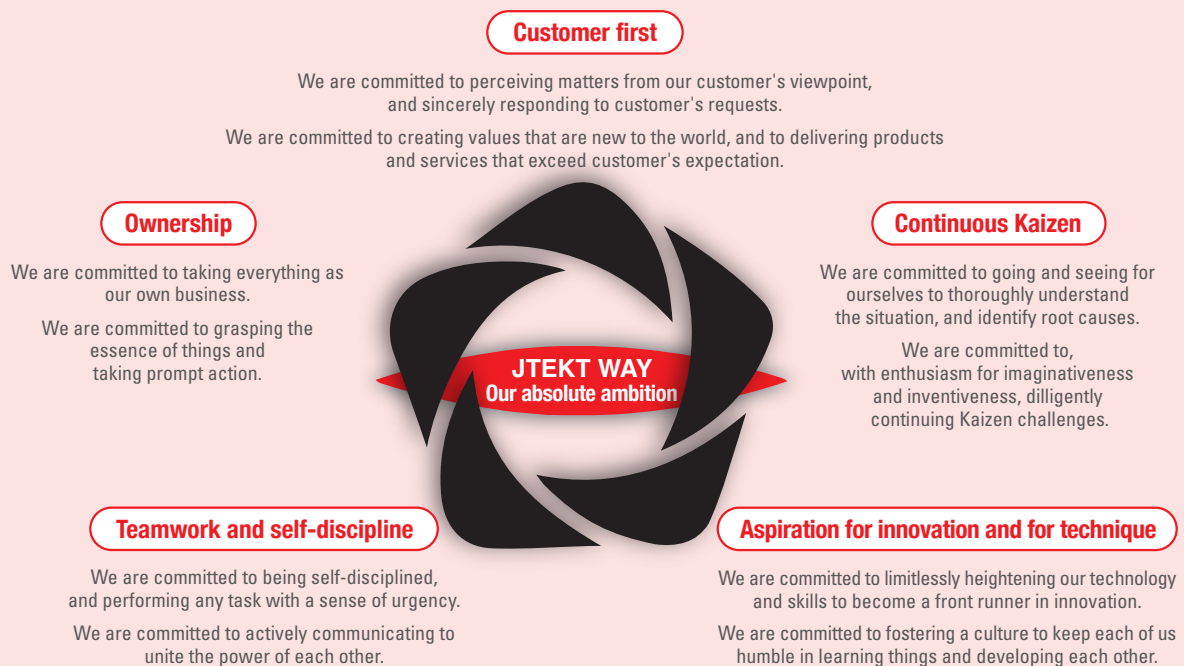 Customer first
We are committed to perceiving matters from our customer's viewpoint,
and sincerely responding to customer's requests.
We are committed to creating values that are new to the world, and to delivering products
and services that exceed customer's expectation.
Ownership
We are committed to taking everything as
our own business.
We are committed to grasping the
essence of things and
taking prompt action.
Continuous Kaizen
We are committed to going and seeing for
ourselves to thoroughly understand
the situation, and identify root causes.
We are committed to,
with enthusiasm for imaginativeness
and inventiveness, dilligently
continuing Kaizen challenges.
JTEKT WAY
Our absolute ambition
Teamwork and self-discipline
We are committed to being self-disciplined,
and performing any task with a sense of urgency.
We are committed to actively communicating to
unite the power of each other.
Aspiration for innovation and for technique
We are committed to limitlessly heightening our technology
and skills to become a front runner in innovation.
We are committed to fostering a culture to keep each of us
humble in learning things and developing each other.